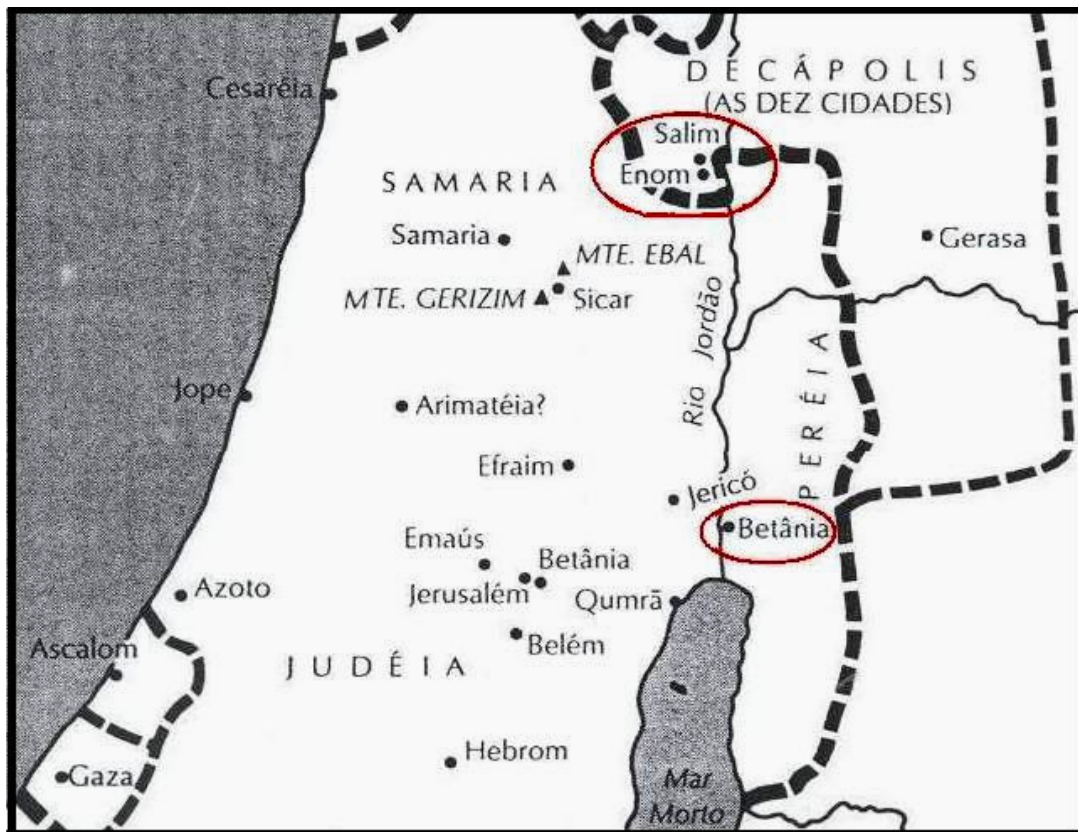 DECÁPOLIS
(AS DEZ CIDADES)
Cesaréia
Salim
Enom
SAMARIA
Samaria
Gerasa
MTE. EBAL
MTE. GERIZIM
Sicar
Rio Jordão
PERÉIA
Jope
Arimatéia?
Efraim
Jericó
Betânia
Emaús
Betânia
Jerusalém
Qumrã
Azoto
Belém
Ascalom
JUDÉIA
Hebrom
Gaza
Mar
Morto